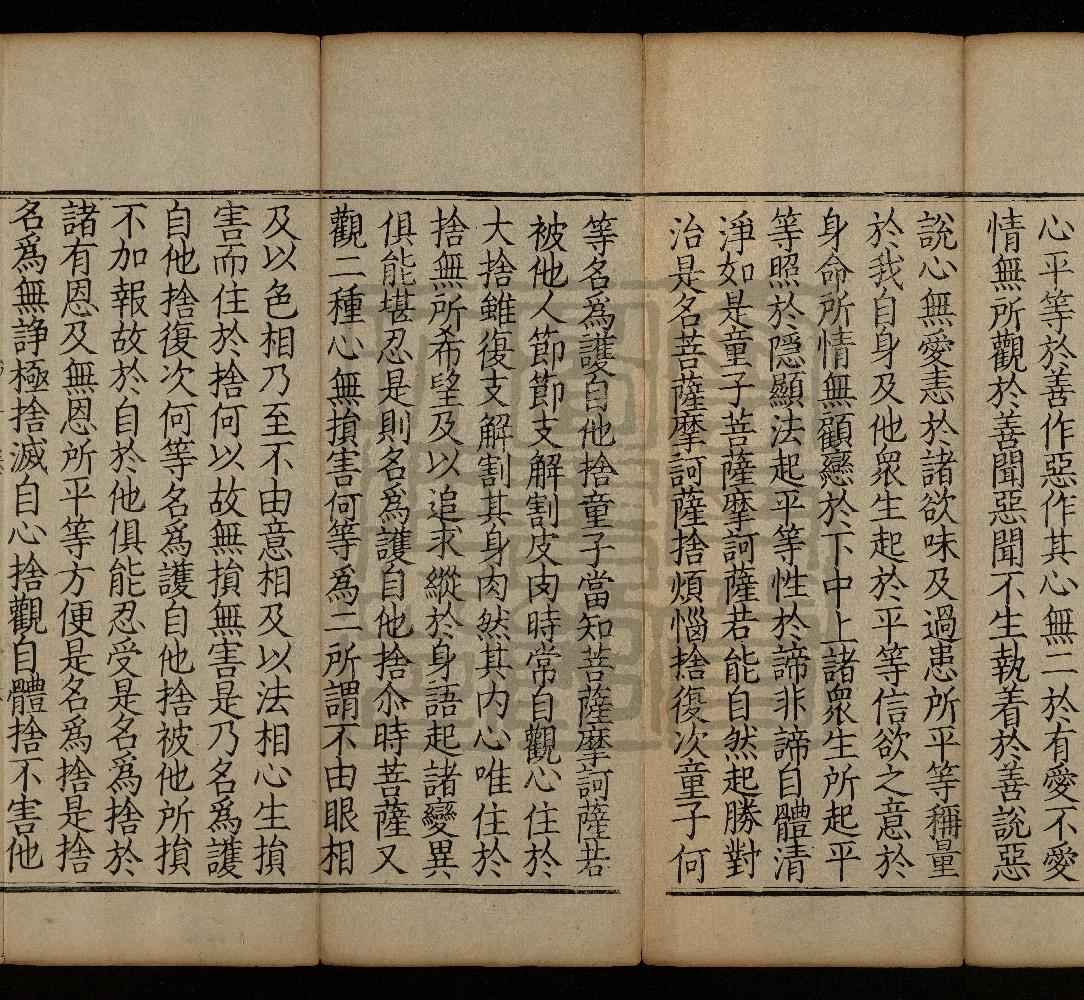 心平等於善作惡作其心無二於有愛不愛
情無所觀於善聞惡聞不生執着於善說惡
說心無愛恚於諸欲味及過患所平等稱量
於我自身及他衆生起於平等信欲之意於
身命所情無顧戀於下中上諸衆生所起平
等照於隱顯法起平等性於諦非諦自體清
淨如是童子菩薩摩訶薩若能自然起勝對
治是名菩薩摩訶薩捨煩惱捨復次童子何
等名爲護自他捨童子當知菩薩摩訶薩若
被他人節節支解割皮肉時常自觀心住於
大捨雖復支解割其身肉然其内心唯住於
捨無所希望及以追求縱於身語起諸變異
俱能堪忍是則名爲護自他捨尒時菩薩又
觀二種心無損害何等爲二所謂不由眼相
及以色相乃至不由意相及以法相心生損
害而住於捨何以故無損無害是乃名爲護
自他捨復次何等名爲護自他捨被他所損
不加報故於自於他俱能忍受是名爲捨於
諸有恩及無恩所平等方便是名爲捨是捨
名爲無諍極捨滅自心捨觀自體捨不害他